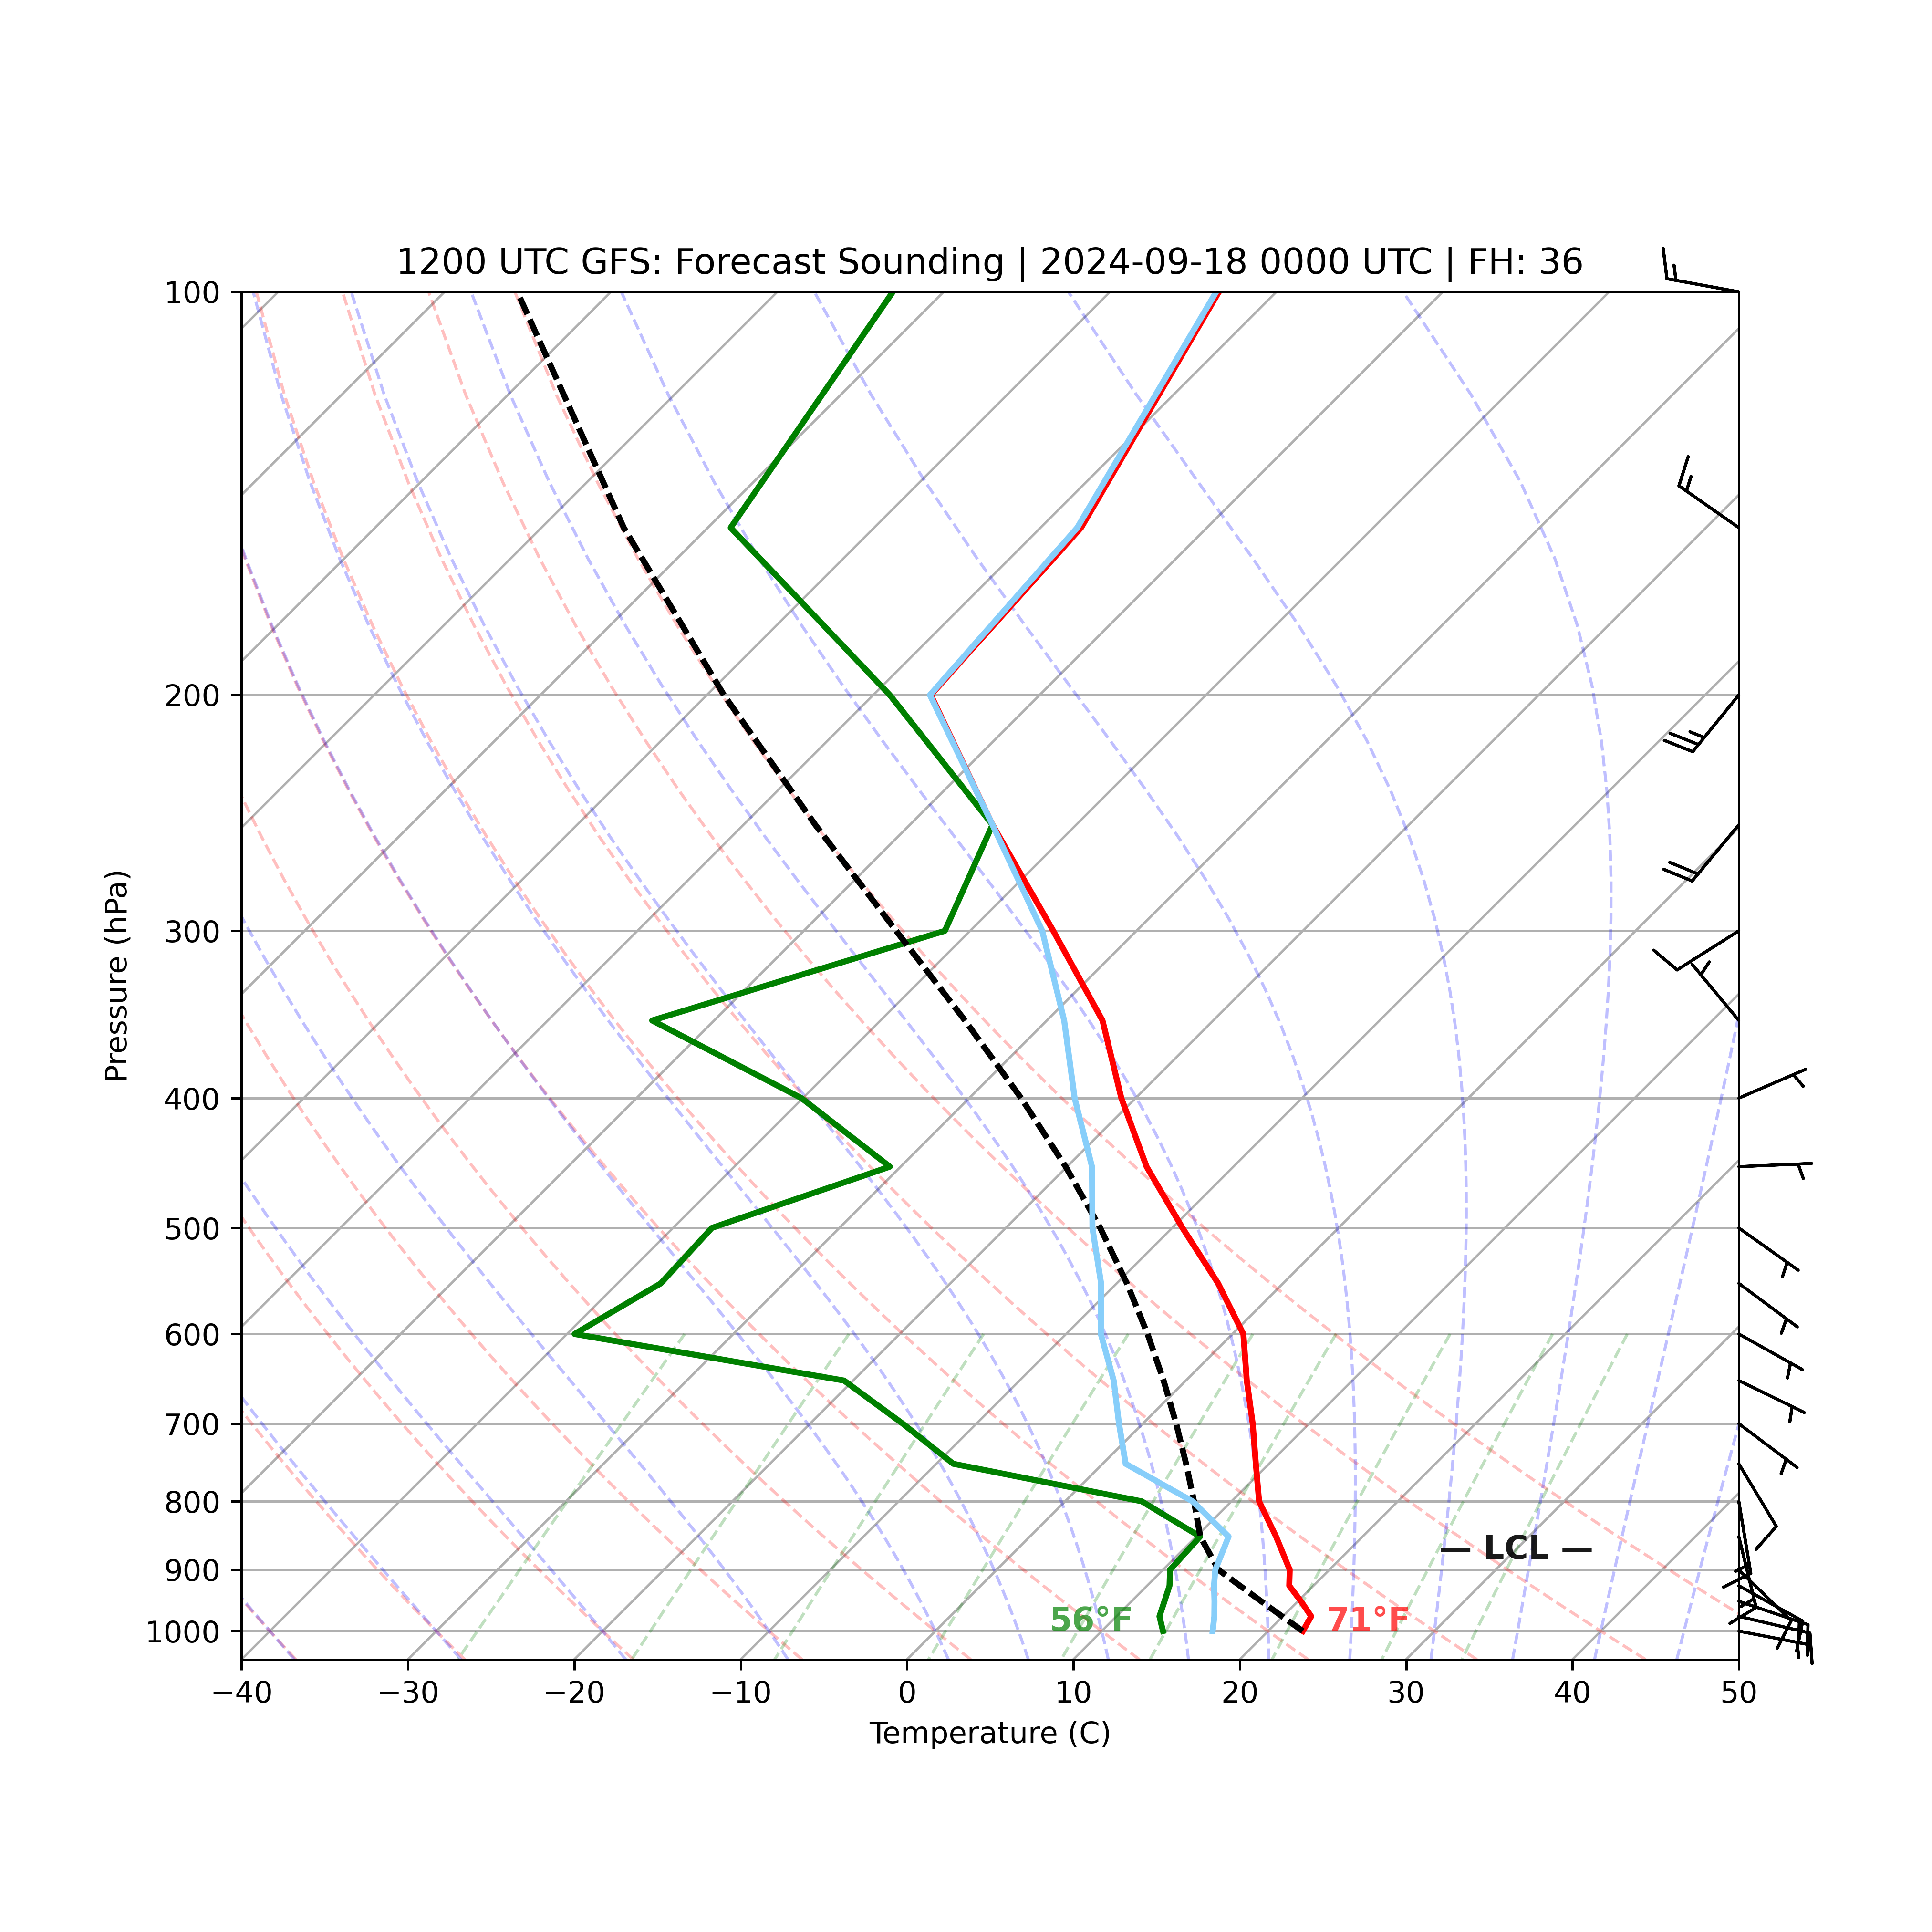 1200 UTC GFS: Forecast Sounding | 2024-09-18 0000 UTC | FH: 36
100
200
300
400
500
600
700
800
900
1000
Pressure (hPa)
— LCL —
56°F
71°F
−40 −30 −20 −10 0 10 20 30 40 50
Temperature (C)